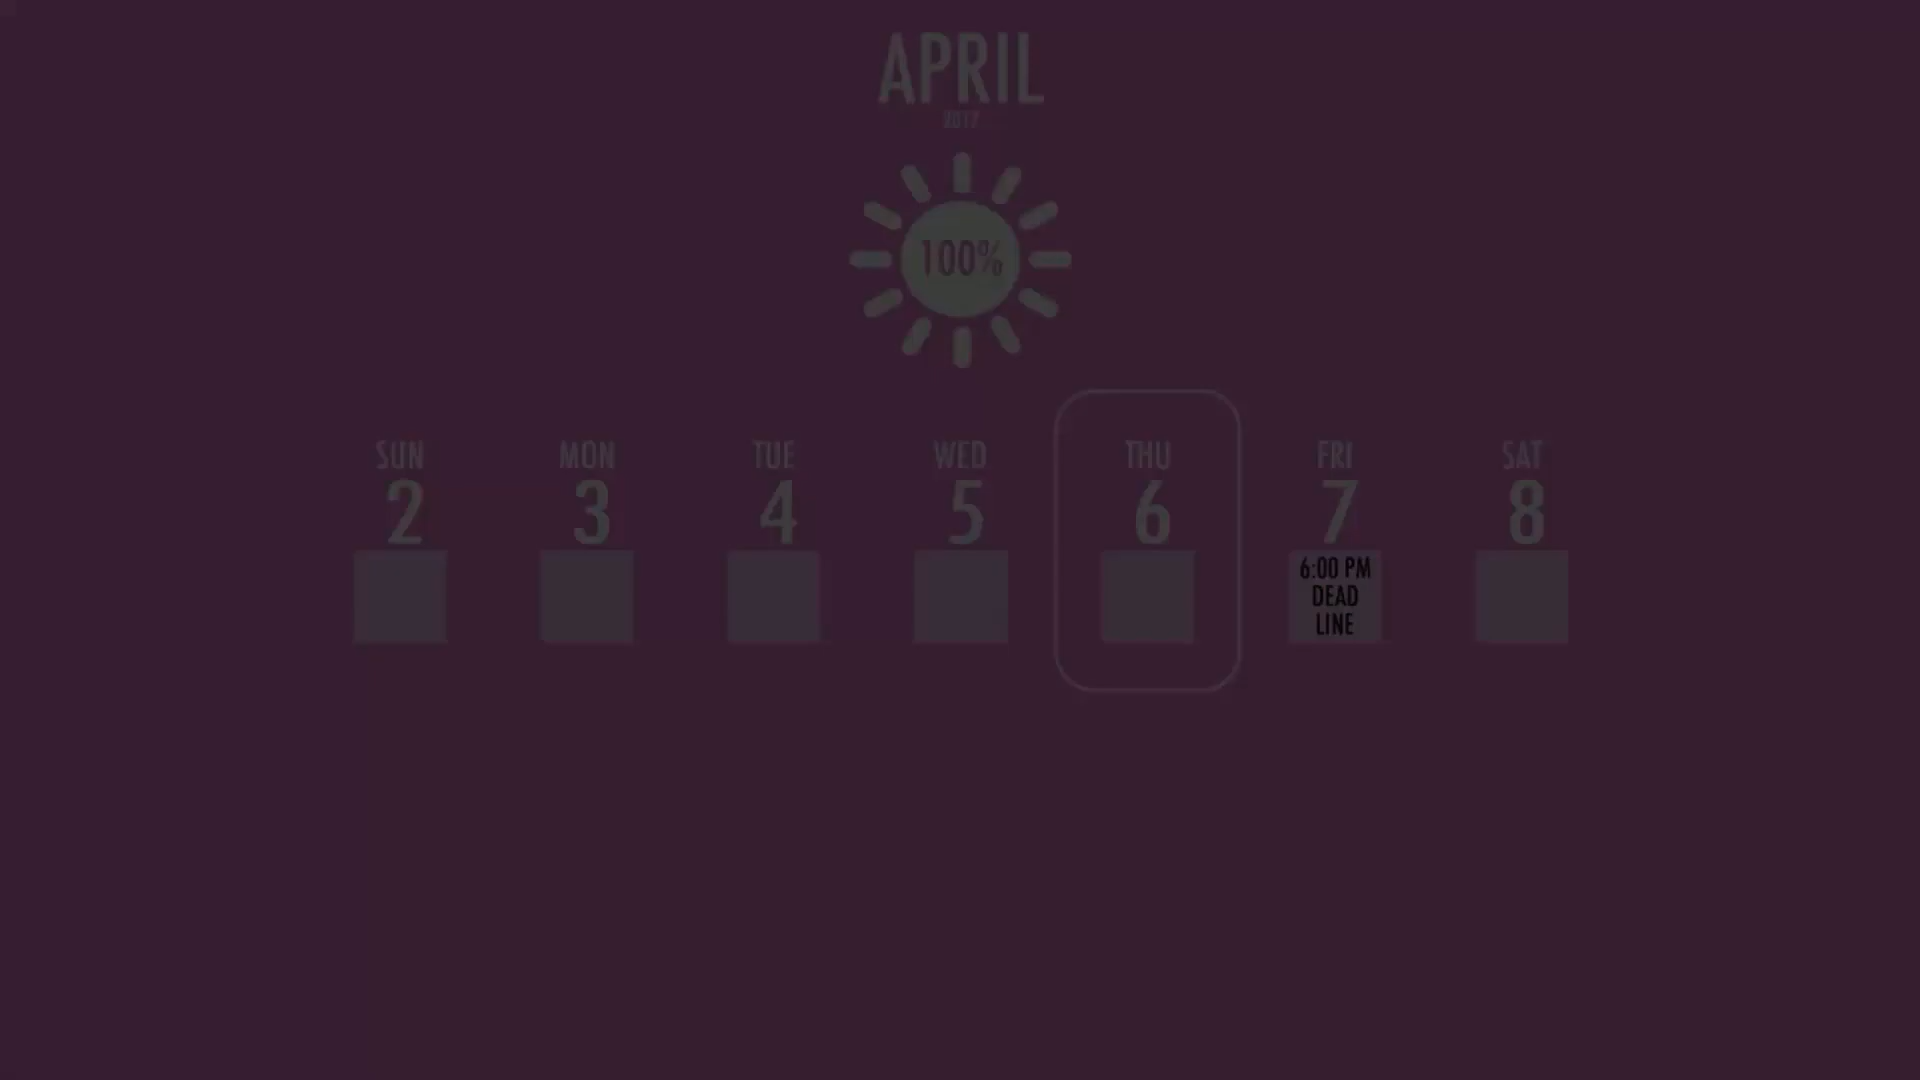 APRIL
2017
100%
SUN MON TUE WED THU FRI SAT
2 3 4 5 6 7 8
6:00 PM
DEAD
LINE